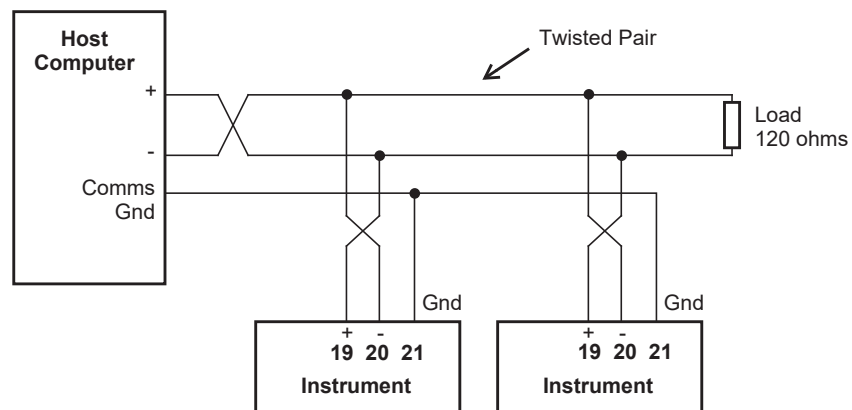 Host
Computer
Twisted Pair
+
-
Load
120 ohms
Comms
Gnd
Gnd
Gnd
+ -
19 20 21
Instrument
+ -
19 20 21
Instrument